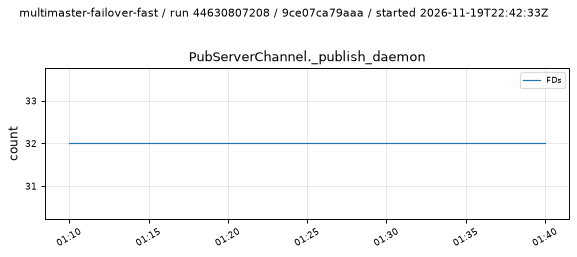 multimaster-failover-fast / run 44630807208 / 9ce07ca79aaa / started 2026-11-19T22:42:33Z
PubServerChannel._publish_daemon
FDs
count
33
32
31
01:10 01:15 01:20 01:25 01:30 01:35 01:40